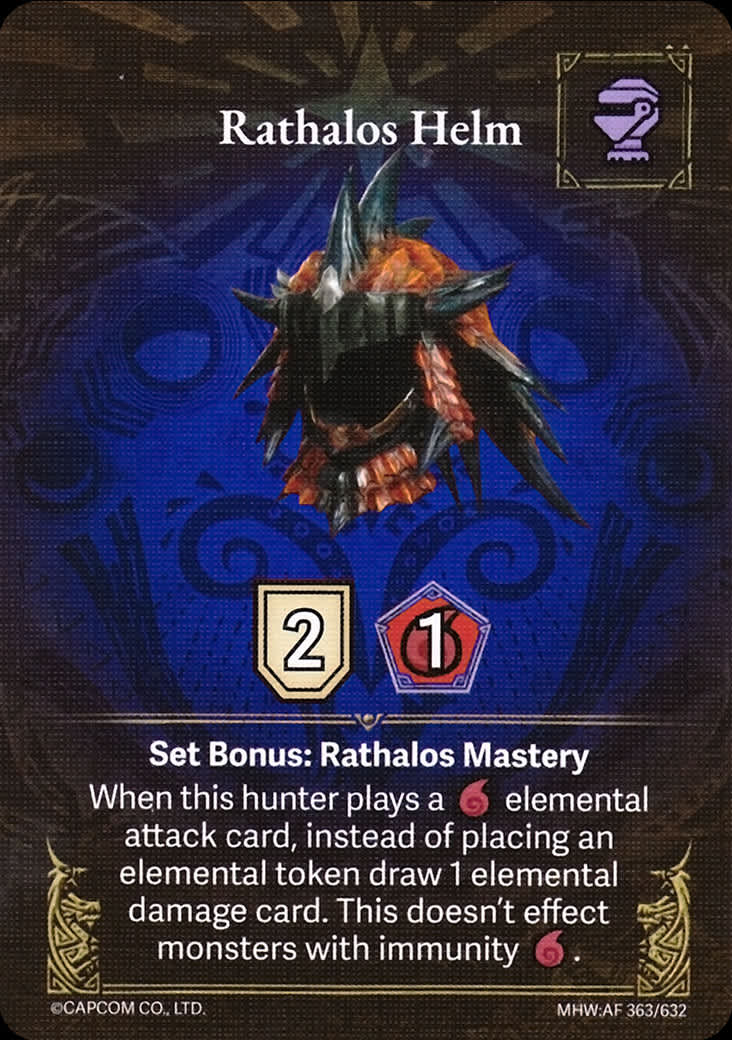 Rathalos Helm
2 1
Set Bonus: Rathalos Mastery
When this hunter plays a elemental
attack card, instead of placing an
elemental token draw 1 elemental
damage card. This doesn't effect
monsters with immunity .
©CAPCOM CO., LTD. MHW:AF 363/632